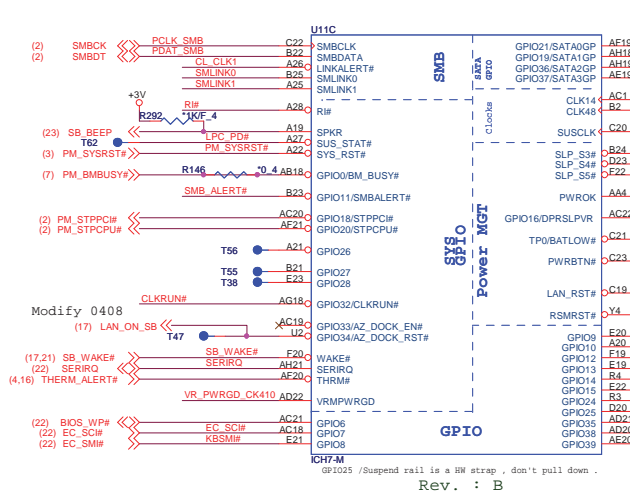 U11C
(2) SMBCK PCLK_SMB C22 SMBCLK GPIO21/SATA0GP AF19
(2) SMBDT PDAT_SMB B22 SMBDATA GPIO19/SATA1GP AH18
CL_CLK1 A26 LINKALERT# GPIO36/SATA2GP AH19
SMLINK0 B25 SMLINK0 GPIO37/SATA3GP AE19
SMLINK1 A25 SMLINK1
SMB
SATA
GPIO
+3V
CLK14 AC1
RI# A28 RI# CLK48 B2
R292 *1K/F_4
Clocks
(23) SB_BEEP A19 SPKR SUSCLK C20
T62 LPC_PD# A27 SUS_STAT#
(3) PM_SYSRST# PM_SYSRST# A22 SYS_RST# SLP_S3# B24
SLP_S4# D23
(7) PM_BMBUSY# R146 *0_4 AB18 GPIO0/BM_BUSY# SLP_S5# F22
SMB_ALERT# B23 GPIO11/SMBALERT# PWROK AA4
(2) PM_STPPCI# AC20 GPIO18/STPPCI# GPIO16/DPRSLPVR AC22
(2) PM_STPCPU# AF21 GPIO20/STPCPU#
TP0/BATLOW# C21
T56 A21 GPIO26
SYS
GPIO
Power MGT
PWRBTN# C23
T55 B21 GPIO27
T38 E23 GPIO28
LAN_RST# C19
CLKRUN# AG18 GPIO32/CLKRUN#
Modify 0408
RSMRST# Y4
(17) LAN_ON_SB AC19 GPIO33/AZ_DOCK_EN#
T47 U2 GPIO34/AZ_DOCK_RST# GPIO9 E20
GPIO10 A20
(17,21) SB_WAKE# SB_WAKE# F20 WAKE# GPIO12 F19
(22) SERIRQ SERIRQ AH21 SERIRQ GPIO13 E19
(4,16) THERM_ALERT# AF20 THRM# GPIO14 R4
GPIO15 E22
VR_PWRGD_CK410 AD22 VRMPWRGD GPIO24 R3
GPIO25 D20
(22) BIOS_WP# AC21 GPIO6 GPIO35 AD21
(22) EC_SCI# EC_SCI# AC18 GPIO7 GPIO38 AD20
(22) EC_SMI# KBSMI# E21 GPIO8 GPIO39 AE20
GPIO
ICH7-M
GPIO25 /Suspend rail is a HW strap , don't pull down .
Rev. : B